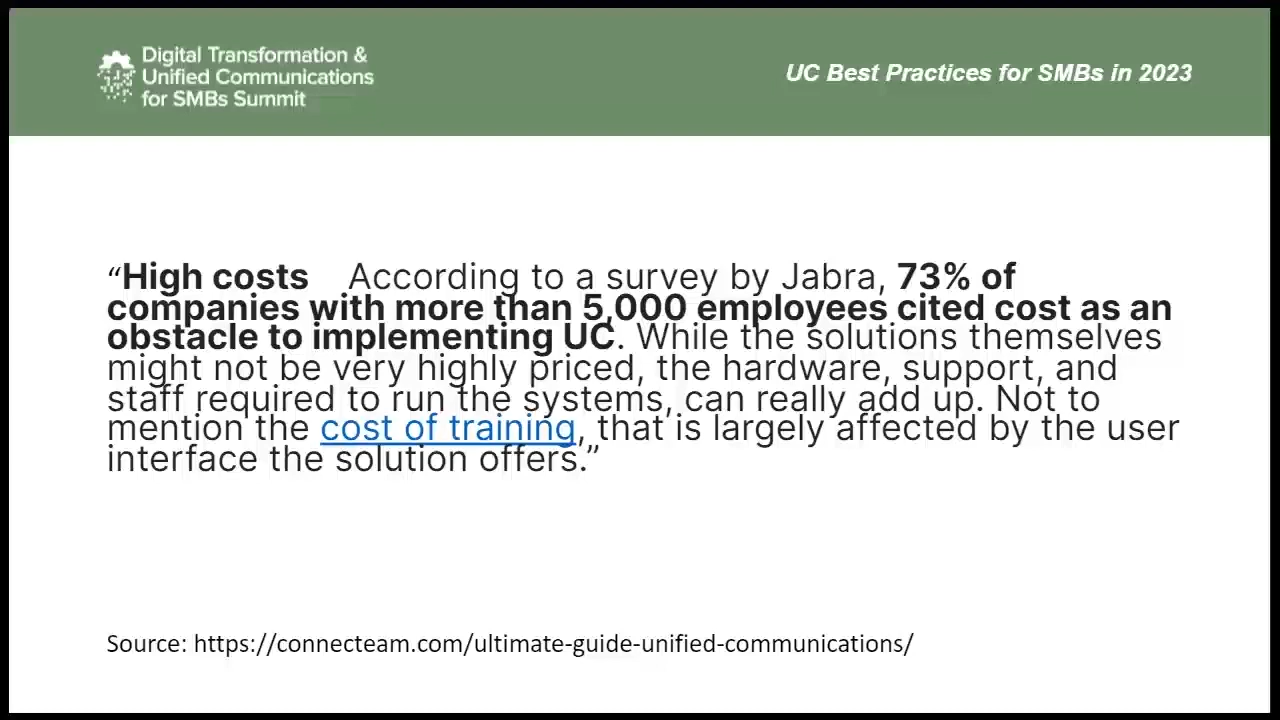 Digital Transformation &
Unified Communications
for SMBs Summit
UC Best Practices for SMBs in 2023
“High costs According to a survey by Jabra, 73% of
companies with more than 5,000 employees cited cost as an
obstacle to implementing UC. While the solutions themselves
might not be very highly priced, the hardware, support, and
staff required to run the systems, can really add up. Not to
mention the cost of training, that is largely affected by the user
interface the solution offers.”
Source: https://connecteam.com/ultimate-guide-unified-communications/